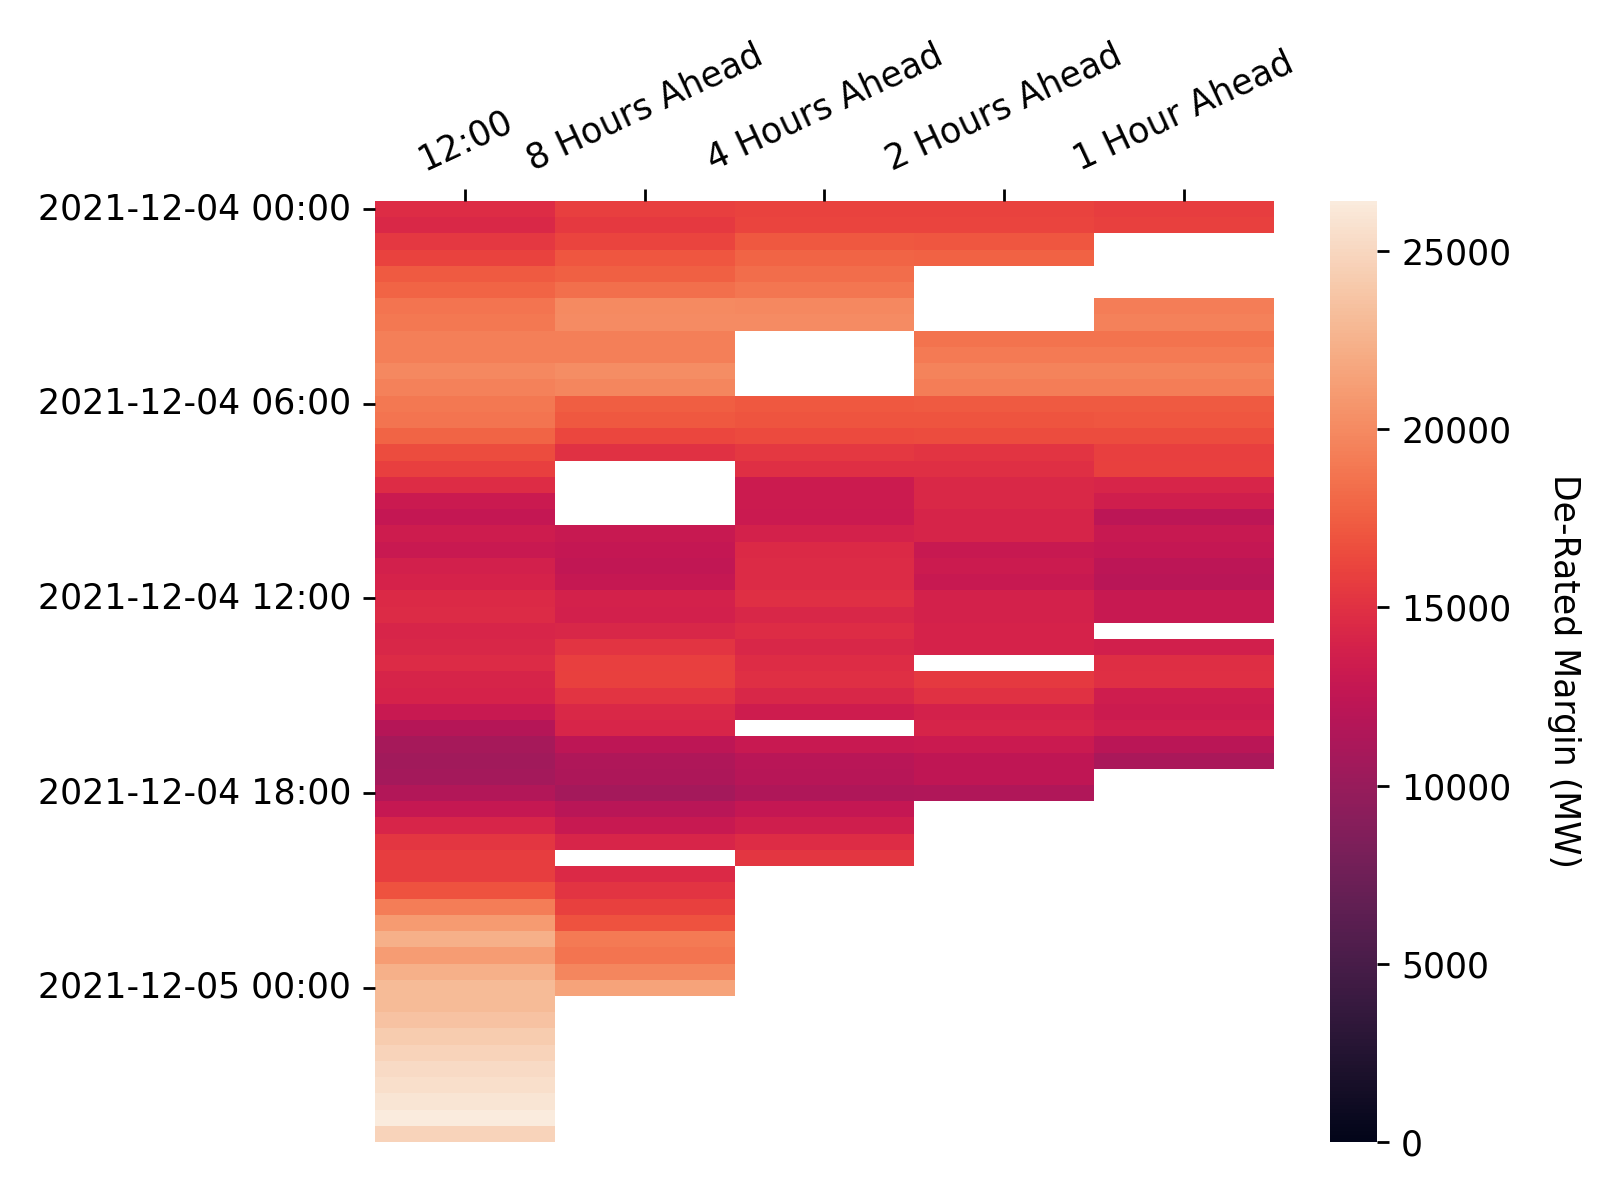 12:00
8 Hours Ahead
4 Hours Ahead
2 Hours Ahead
1 Hour Ahead
2021-12-04 00:00
2021-12-04 06:00
2021-12-04 12:00
2021-12-04 18:00
2021-12-05 00:00
25000
20000
15000
10000
5000
0
De-Rated Margin (MW)